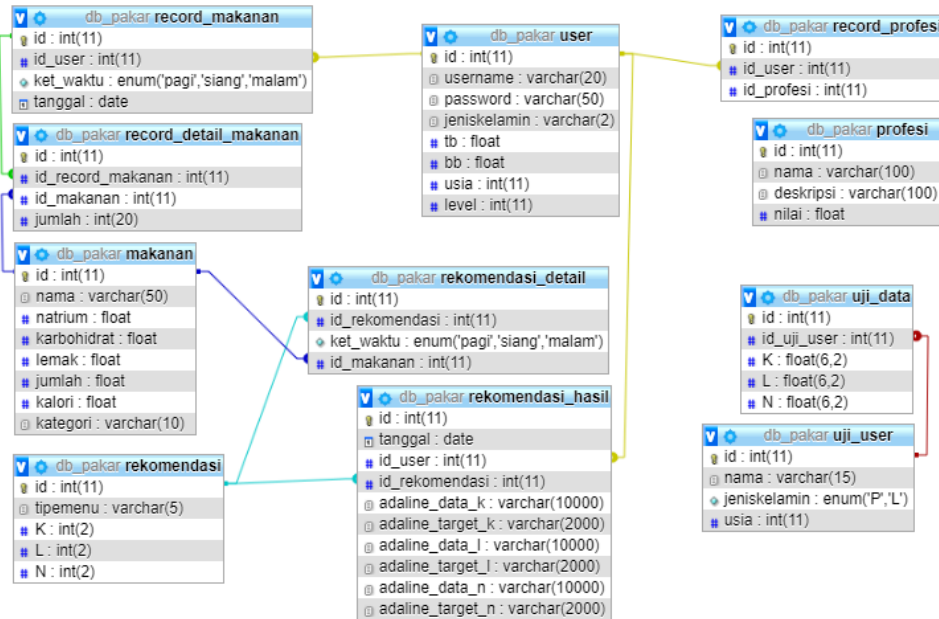 db_pakar record_makanan
id : int(11)
id_user : int(11)
ket_waktu : enum('pagi','siang','malam')
tanggal : date
db_pakar record_detail_makanan
id : int(11)
id_record_makanan : int(11)
id_makanan : int(11)
jumlah : int(20)
db_pakar makanan
id : int(11)
nama : varchar(50)
natrium : float
karbohidrat : float
lemak : float
jumlah : float
kalori : float
kategori : varchar(10)
db_pakar rekomendasi
id : int(11)
tipemenu : varchar(5)
K : int(2)
L : int(2)
N : int(2)
db_pakar user
id : int(11)
username : varchar(20)
password : varchar(50)
jeniskelamin : varchar(2)
tb : float
bb : float
usia : int(11)
level : int(11)
db_pakar rekomendasi_detail
id : int(11)
id_rekomendasi : int(11)
ket_waktu : enum('pagi','siang','malam')
id_makanan : int(11)
db_pakar rekomendasi_hasil
id : int(11)
tanggal : date
id_user : int(11)
id_rekomendasi : int(11)
adaline_data_k : varchar(10000)
adaline_target_k : varchar(2000)
adaline_data_l : varchar(10000)
adaline_target_l : varchar(2000)
adaline_data_n : varchar(10000)
adaline_target_n : varchar(2000)
db_pakar record_profesi
id : int(11)
id_user : int(11)
id_profesi : int(11)
db_pakar profesi
id : int(11)
nama : varchar(100)
deskripsi : varchar(100)
nilai : float
db_pakar uji_data
id : int(11)
id_uji_user : int(11)
K : float(6,2)
L : float(6,2)
N : float(6,2)
db_pakar uji_user
id : int(11)
nama : varchar(15)
jeniskelamin : enum('P','L')
usia : int(11)